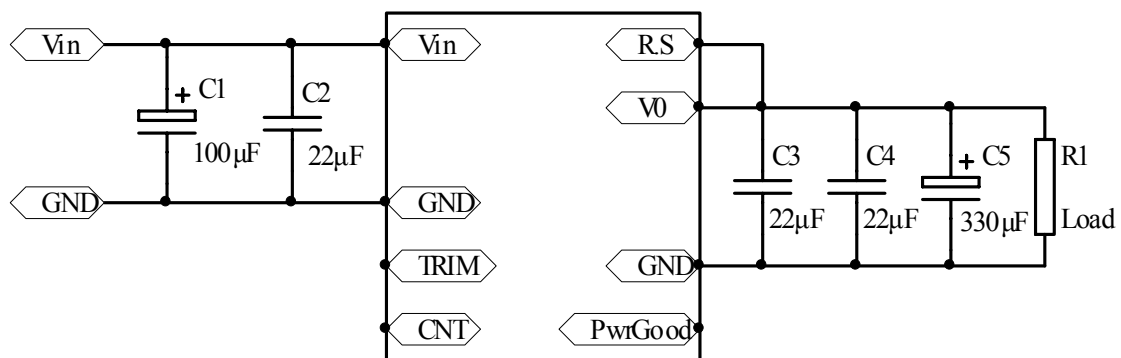 Vin
Vin
R.S
C1
C2
V0
100μF
22μF
C3
C4
C5
R1
GND
GND
22μF
22μF
330μF
Load
TRIM
GND
CNT
PwrGood